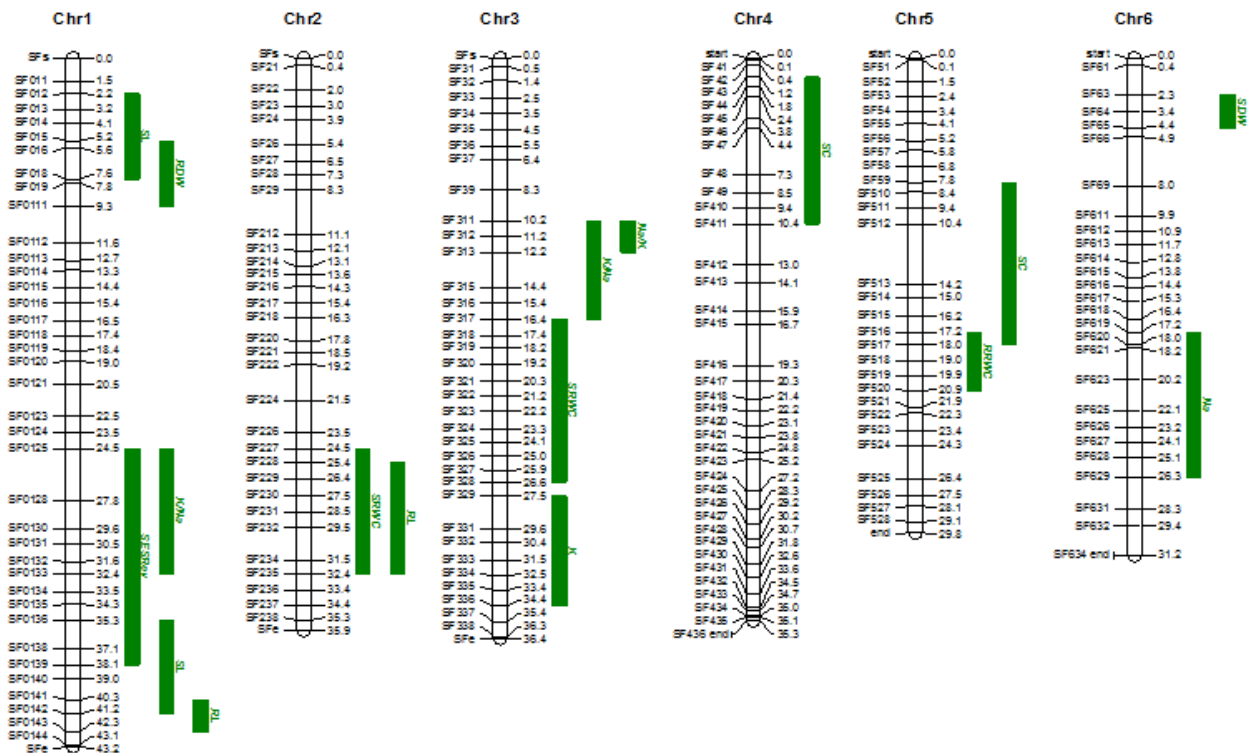 Chr1
SFs 0.0
SF011 1.5
SF012 2.2
SF013 3.2
SF014 4.1
SF015 5.2
SF016 5.6
SF018 7.6
SF019 7.8
SF0111 9.3
SF0112 11.6
SF0113 12.7
SF0114 13.3
SF0115 14.4
SF0116 15.4
SF0117 16.5
SF0118 17.4
SF0119 18.4
SF0120 19.0
SF0121 20.5
SF0123 22.5
SF0124 23.5
SF0125 24.5
SF0128 27.8
SF0130 29.6
SF0131 30.5
SF0132 31.6
SF0133 32.4
SF0134 33.5
SF0135 34.3
SF0136 35.3
SF0138 37.1
SF0139 38.1
SF0140 39.0
SF0141 40.3
SF0142 41.2
SF0143 42.3
SF0144 43.1
SFe 43.2
SL
RDW
SESRev
K/Na
SL
RL
Chr2
SFs 0.0
SF21 0.4
SF22 2.0
SF23 3.0
SF24 3.9
SF26 5.4
SF27 6.5
SF28 7.3
SF29 8.3
SF212 11.1
SF213 12.1
SF214 13.1
SF215 13.6
SF216 14.3
SF217 15.4
SF218 16.3
SF220 17.8
SF221 18.5
SF222 19.2
SF224 21.5
SF226 23.5
SF227 24.5
SF228 25.4
SF229 26.4
SF230 27.5
SF231 28.5
SF232 29.5
SF234 31.5
SF235 32.4
SF236 33.4
SF237 34.4
SF238 35.3
SFe 35.9
SRWC
RL
Chr3
SFs 0.0
SF31 0.5
SF32 1.4
SF33 2.5
SF34 3.5
SF35 4.5
SF36 5.5
SF37 6.4
SF39 8.3
SF311 10.2
SF312 11.2
SF313 12.2
SF315 14.4
SF316 15.4
SF317 16.4
SF318 17.4
SF319 18.2
SF320 19.2
SF321 20.3
SF322 21.2
SF323 22.2
SF324 23.3
SF325 24.1
SF326 25.0
SF327 25.9
SF328 26.6
SF329 27.5
SF331 29.6
SF332 30.4
SF333 31.5
SF334 32.5
SF335 33.4
SF336 34.4
SF337 35.4
SF338 36.3
SFe 36.4
Na/K
K/Na
SRWC
K
Chr4
start 0.0
SF41 0.1
SF42 0.4
SF43 1.2
SF44 1.8
SF45 2.4
SF46 3.8
SF47 4.4
SF48 7.3
SF49 8.5
SF410 9.4
SF411 10.4
SF412 13.0
SF413 14.1
SF414 15.9
SF415 16.7
SF416 19.3
SF417 20.3
SF418 21.4
SF419 22.2
SF420 23.1
SF421 23.8
SF422 24.8
SF423 25.2
SF424 27.2
SF425 28.3
SF426 29.2
SF427 30.2
SF428 30.7
SF429 31.8
SF430 32.6
SF431 33.6
SF432 34.5
SF433 34.7
SF434 35.0
SF435 35.1
SF436 end 35.3
SC
Chr5
start 0.0
SF51 0.1
SF52 1.5
SF53 2.4
SF54 3.4
SF55 4.1
SF56 5.2
SF57 5.8
SF58 6.8
SF59 7.8
SF510 8.4
SF511 9.4
SF512 10.4
SF513 14.2
SF514 15.0
SF515 16.2
SF516 17.2
SF517 18.0
SF518 19.0
SF519 19.9
SF520 20.9
SF521 21.9
SF522 22.3
SF523 23.4
SF524 24.3
SF525 26.4
SF526 27.5
SF527 28.1
SF528 29.1
end 29.8
SC
RRWC
Chr6
start 0.0
SF61 0.4
SF63 2.3
SF64 3.4
SF65 4.4
SF66 4.9
SF69 8.0
SF611 9.9
SF612 10.9
SF613 11.7
SF614 12.8
SF615 13.8
SF616 14.4
SF617 15.3
SF618 16.4
SF619 17.2
SF620 18.0
SF621 18.2
SF623 20.2
SF625 22.1
SF626 23.2
SF627 24.1
SF628 25.1
SF629 26.3
SF631 28.3
SF632 29.4
SF634 end 31.2
SDW
Na